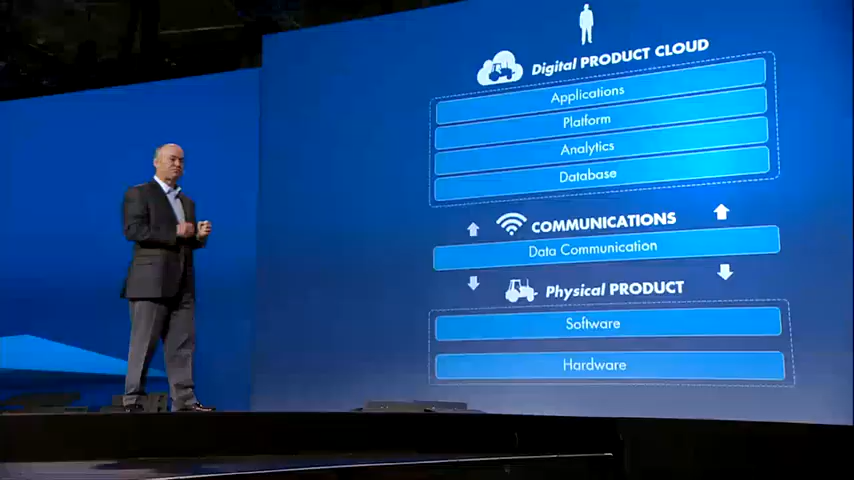 Digital PRODUCT CLOUD
Applications
Platform
Analytics
Database
COMMUNICATIONS
Data Communication
Physical PRODUCT
Software
Hardware